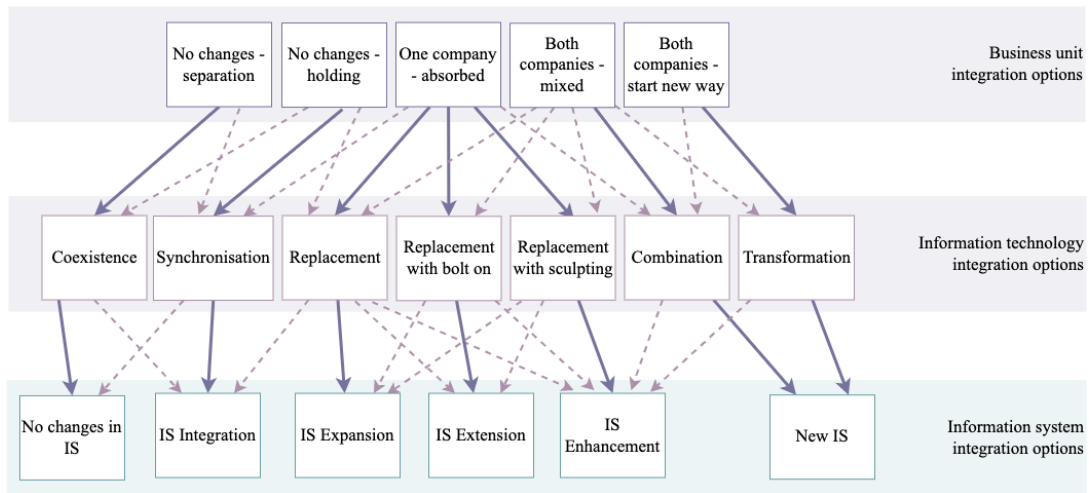 No changes -
separation
No changes -
holding
One company
- absorbed
Both
companies -
mixed
Both
companies -
start new way
Business unit
integration options
Coexistence
Synchronisation
Replacement
Replacement
with bolt on
Replacement
with sculpting
Combination
Transformation
Information technology
integration options
No changes in
IS
IS Integration
IS Expansion
IS Extension
IS
Enhancement
New IS
Information system
integration options